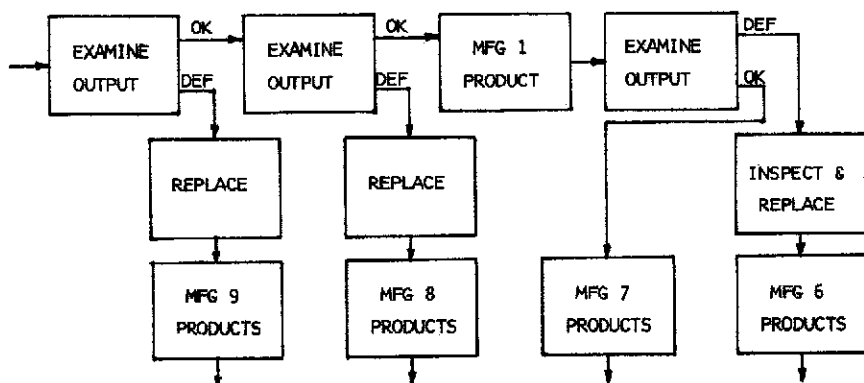 EXAMINE
OUTPUT
OK
DEF
EXAMINE
OUTPUT
OK
DEF
MFG 1
PRODUCT
EXAMINE
OUTPUT
DEF
OK
REPLACE
REPLACE
INSPECT &
REPLACE
MFG 9
PRODUCTS
MFG 8
PRODUCTS
MFG 7
PRODUCTS
MFG 6
PRODUCTS